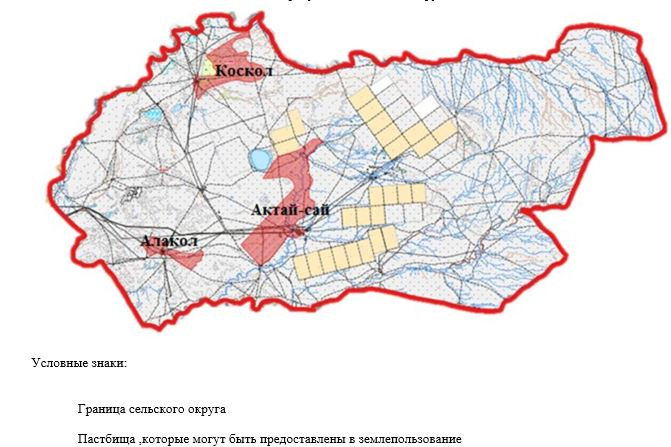 Коскол
Актай-сай
Алакол
Условные знаки:
Граница сельского округа
Пастбища ,которые могут быть предоставлены в землепользование